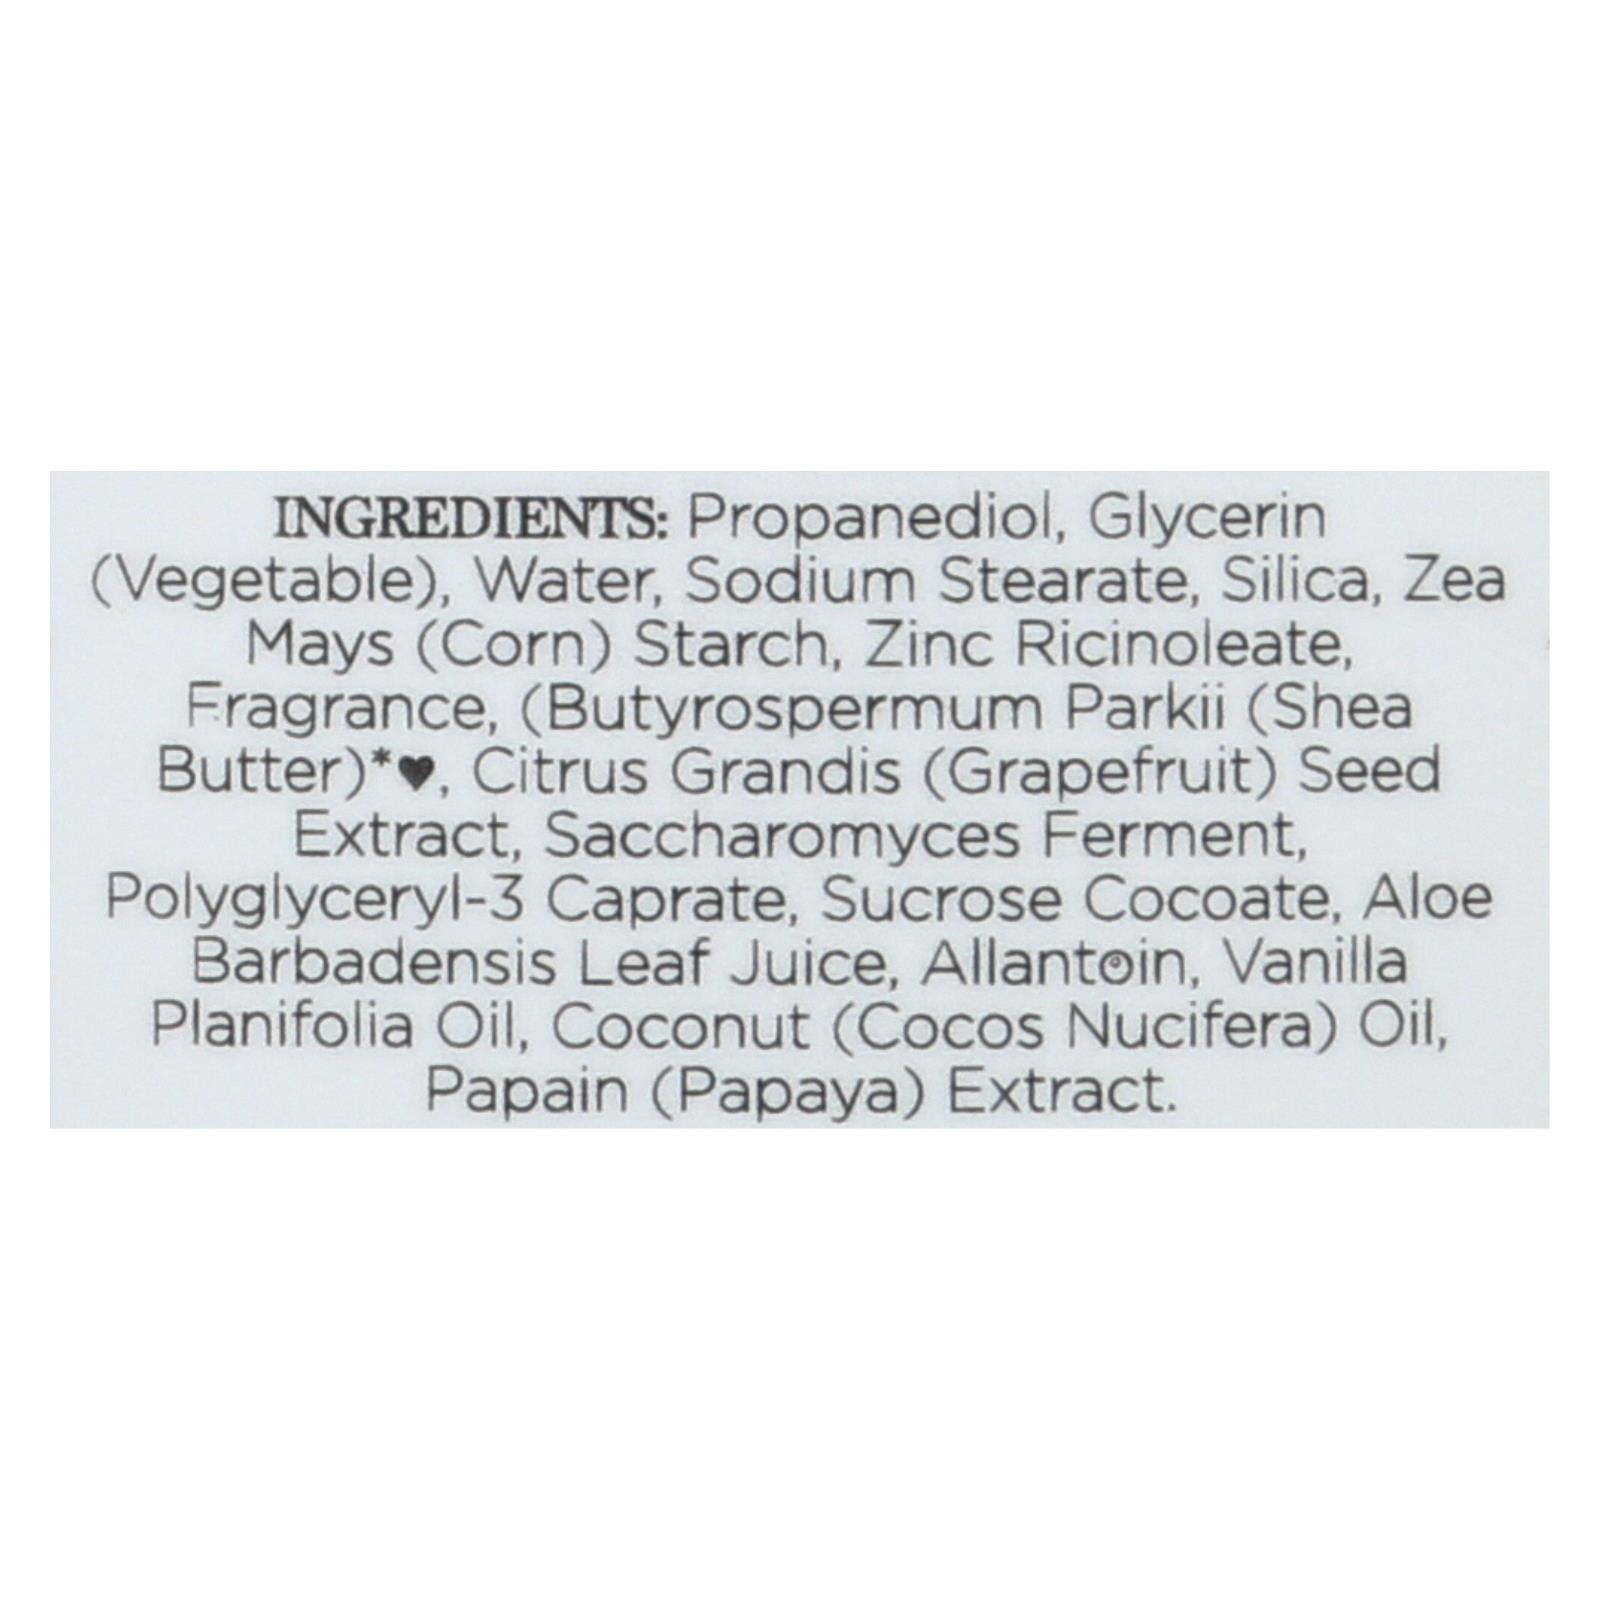 INGREDIENTS: Propanediol, Glycerin
(Vegetable), Water, Sodium Stearate, Silica, Zea
Mays (Corn) Starch, Zinc Ricinoleate,
Fragrance, (Butyrospermum Parkii (Shea
Butter)*♥, Citrus Grandis (Grapefruit) Seed
Extract, Saccharomyces Ferment,
Polyglyceryl-3 Caprate, Sucrose Cocoate, Aloe
Barbadensis Leaf Juice, Allantoin, Vanilla
Planifolia Oil, Coconut (Cocos Nucifera) Oil,
Papain (Papaya) Extract.